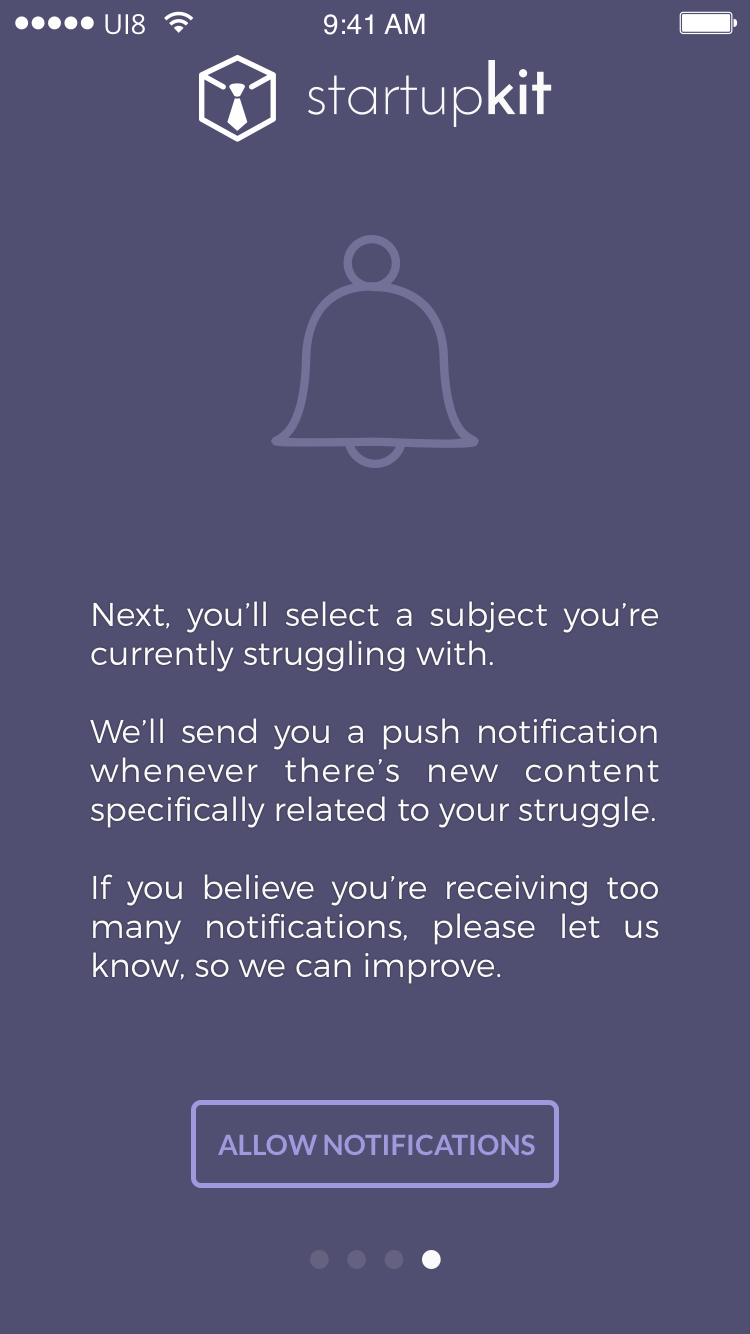 UI8 9:41 AM
startupkit
Next, you’ll select a subject you’re
currently struggling with.
We’ll send you a push notification
whenever there’s new content
specifically related to your struggle.
If you believe you’re receiving too
many notifications, please let us
know, so we can improve.
ALLOW NOTIFICATIONS